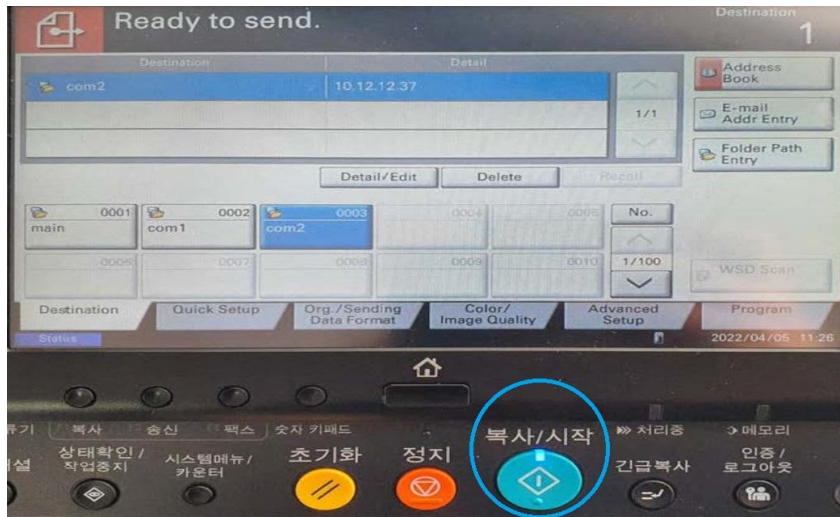 Ready to send.
Destination
1
Destination
Detail
com2
10.12.12.37
1/1
Address
Book
E-mail
Addr Entry
Folder Path
Entry
Detail/Edit
Delete
Recall
0001
main
0002
com1
0003
com2
0004
0005
No.
0006
0007
0008
0009
0010
1/100
WSD Scan
Destination
Quick Setup
Org./Sending
Data Format
Color/
Image Quality
Advanced
Setup
Program
Status
2022/04/05 11:26
복사
송신
팩스
숫자 키패드
복사/시작
처리중
메모리
상태확인 /
작업중지
시스템메뉴/
카운터
초기화
정지
긴급복사
인증 /
로그아웃